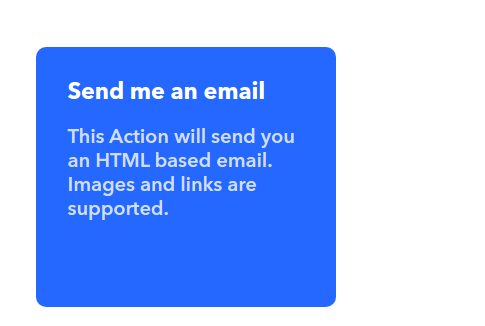 Send me an email
This Action will send you
an HTML based email.
Images and links are
supported.